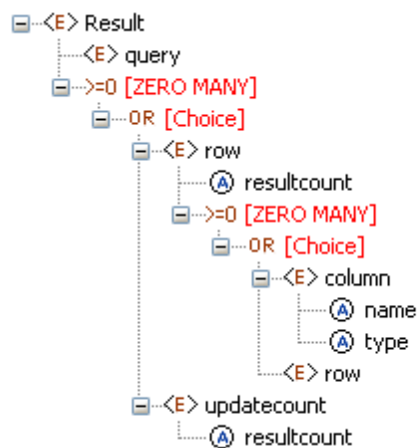 <E> Result
<E> query
>=0 [ZERO MANY]
OR [Choice]
<E> row
A resultcount
>=0 [ZERO MANY]
OR [Choice]
<E> column
A name
A type
<E> row
<E> updatecount
A resultcount